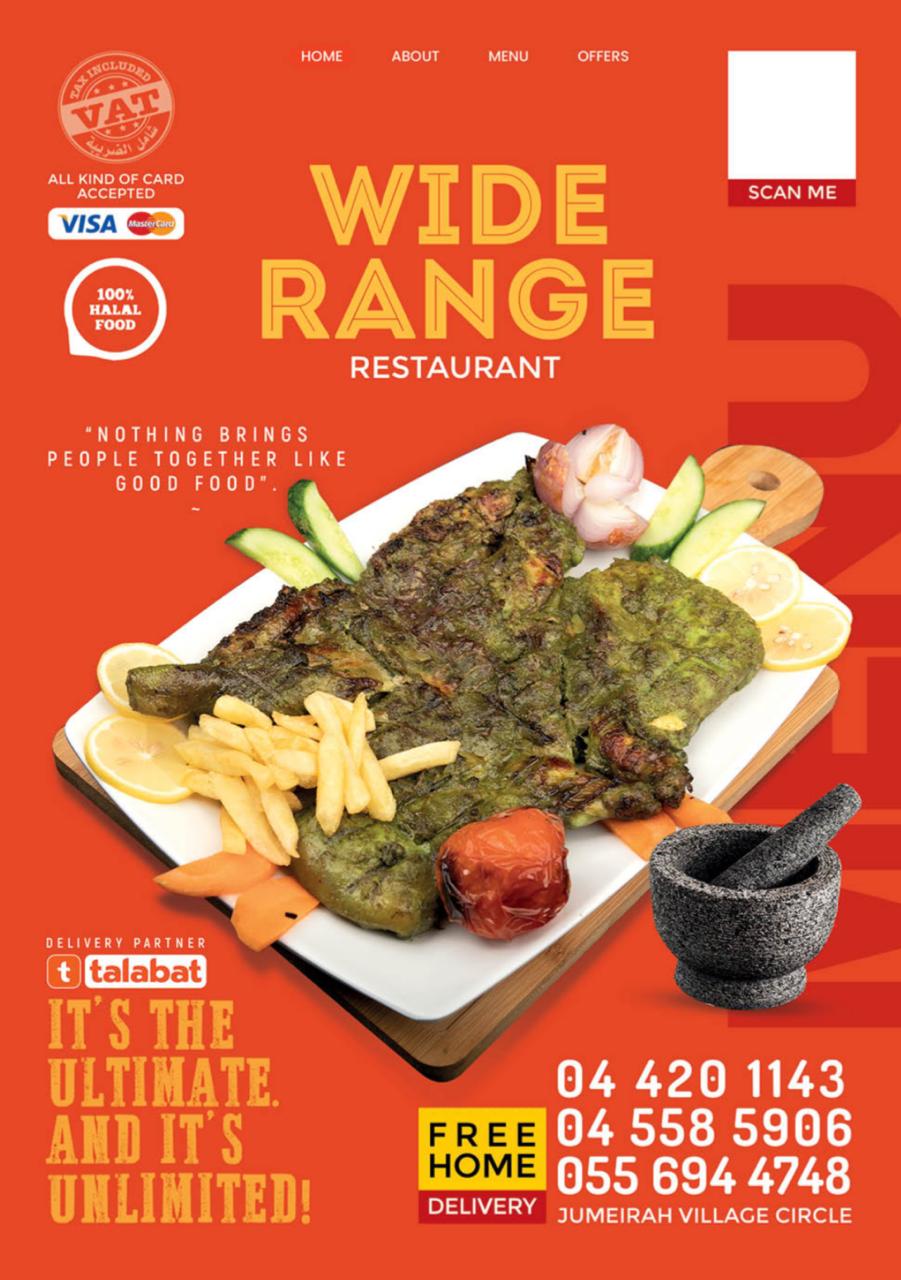 HOME ABOUT MENU OFFERS
TAX INCLUDED
VAT
شامل الضريبة
ALL KIND OF CARD
ACCEPTED
VISA MasterCard
100%
HALAL
FOOD
SCAN ME
WIDE
RANGE
RESTAURANT
"NOTHING BRINGS
PEOPLE TOGETHER LIKE
GOOD FOOD".
~
MENU
DELIVERY PARTNER
t talabat
IT'S THE
ULTIMATE.
AND IT'S
UNLIMITED!
FREE
HOME
DELIVERY
04 420 1143
04 558 5906
055 694 4748
JUMEIRAH VILLAGE CIRCLE